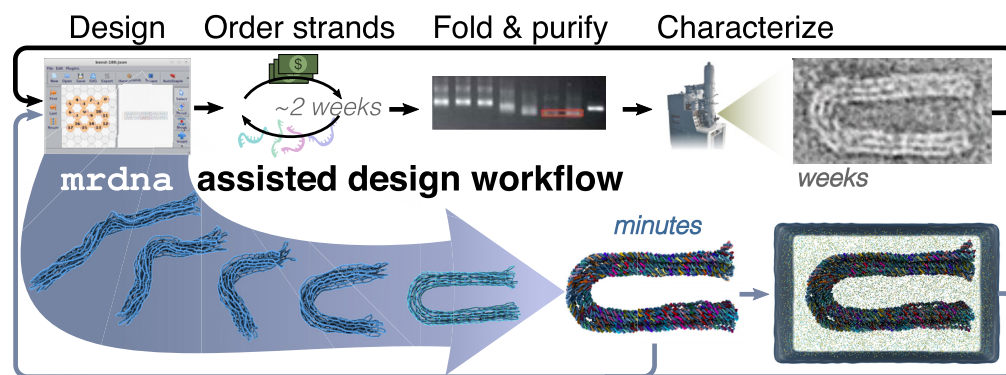 Design Order strands Fold & purify Characterize
$
~2 weeks
weeks
mrdna assisted design workflow
minutes